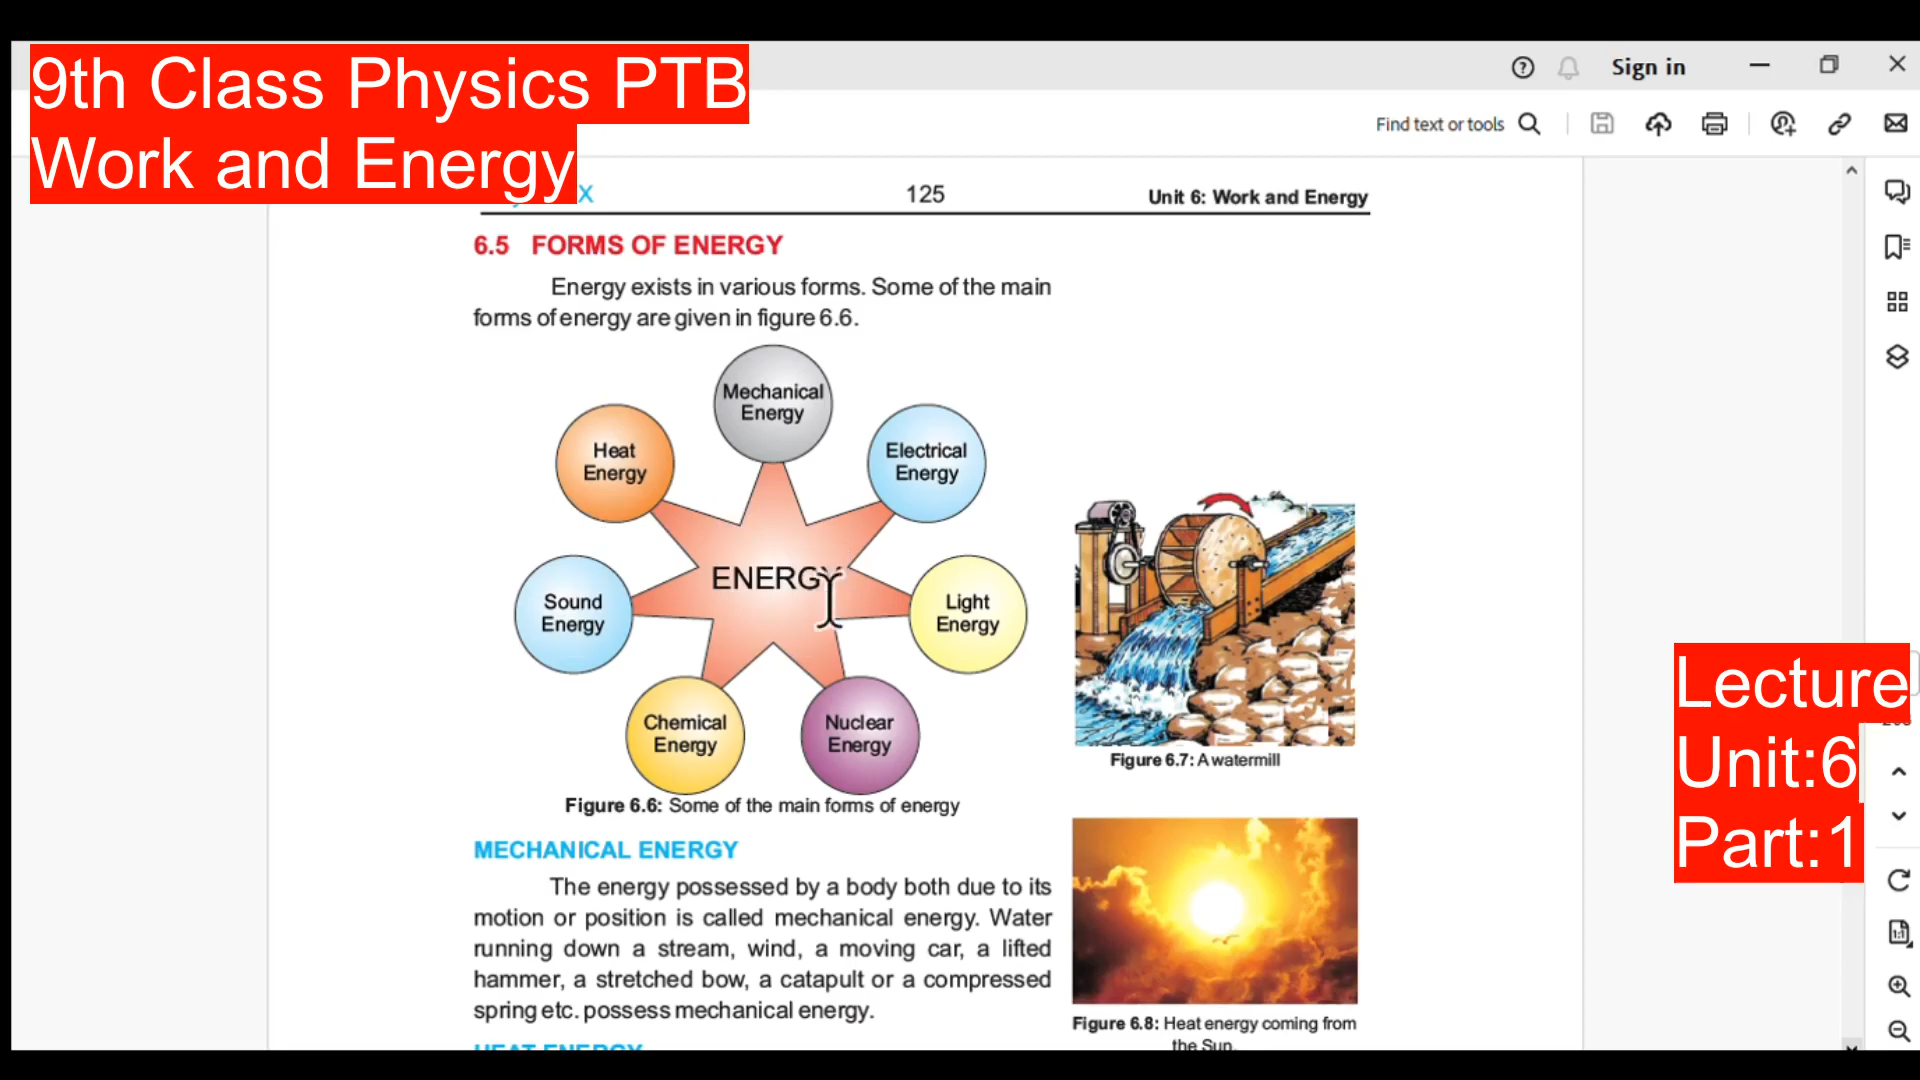 9th Class Physics PTB
Work and Energy
Sign in
Find text or tools
X
125
Unit 6: Work and Energy
6.5 FORMS OF ENERGY
Energy exists in various forms. Some of the main
forms of energy are given in figure 6.6.
Mechanical
Energy
Heat
Energy
Electrical
Energy
ENERGY
Sound
Energy
Light
Energy
Chemical
Energy
Nuclear
Energy
Figure 6.6: Some of the main forms of energy
Figure 6.7: A watermill
MECHANICAL ENERGY
The energy possessed by a body both due to its
motion or position is called mechanical energy. Water
running down a stream, wind, a moving car, a lifted
hammer, a stretched bow, a catapult or a compressed
spring etc. possess mechanical energy.
HEAT ENERGY
Figure 6.8: Heat energy coming from
the Sun.
Lecture
Unit:6
Part:1